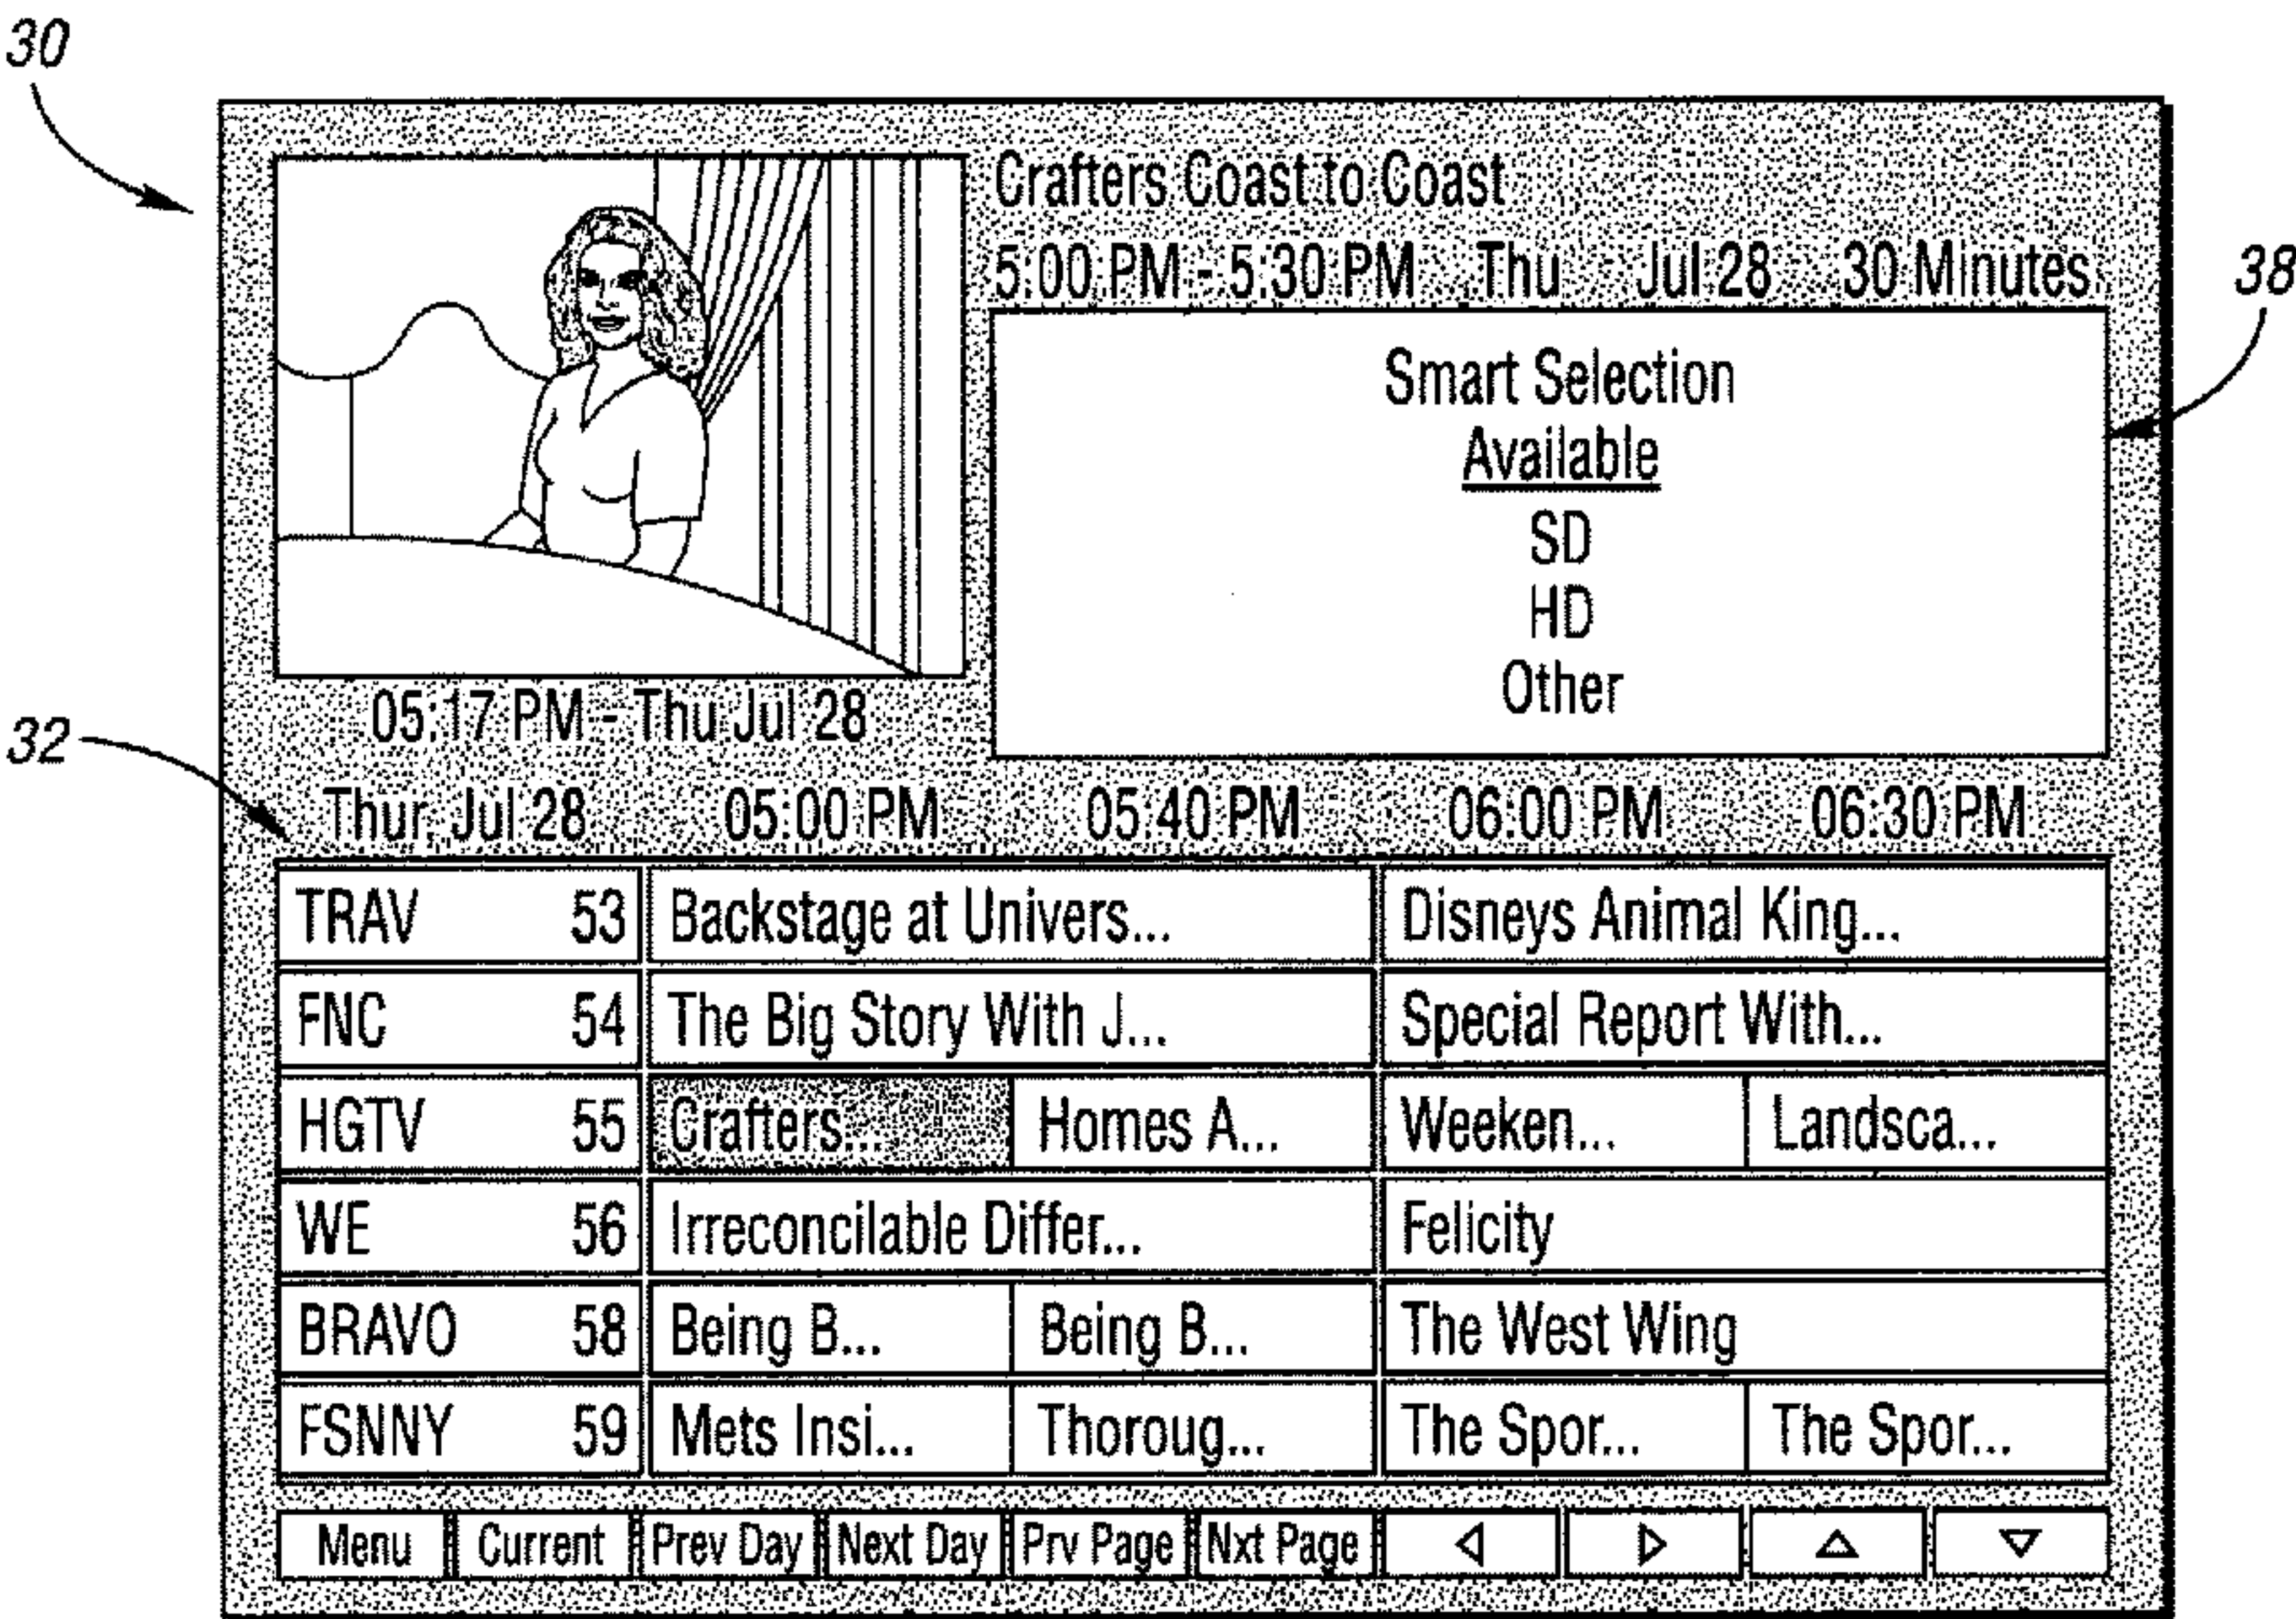 30
Crafters Coast to Coast
5:00 PM - 5:30 PM Thu Jul 28 30 Minutes
38
Smart Selection
Available
SD
HD
Other
05:17 PM - Thu Jul 28
32
Thur, Jul 28 05:00 PM 05:40 PM 06:00 PM 06:30 PM
TRAV 53 Backstage at Univers... Disneys Animal King...
FNC 54 The Big Story With J... Special Report With...
HGTV 55 Crafters... Homes A... Weeken... Landsca...
WE 56 Irreconcilable Differ... Felicity
BRAVO 58 Being B... Being B... The West Wing
FSNNY 59 Mets Insi... Thoroug... The Spor... The Spor...
Menu Current Prev Day Next Day Prv Page Nxt Page